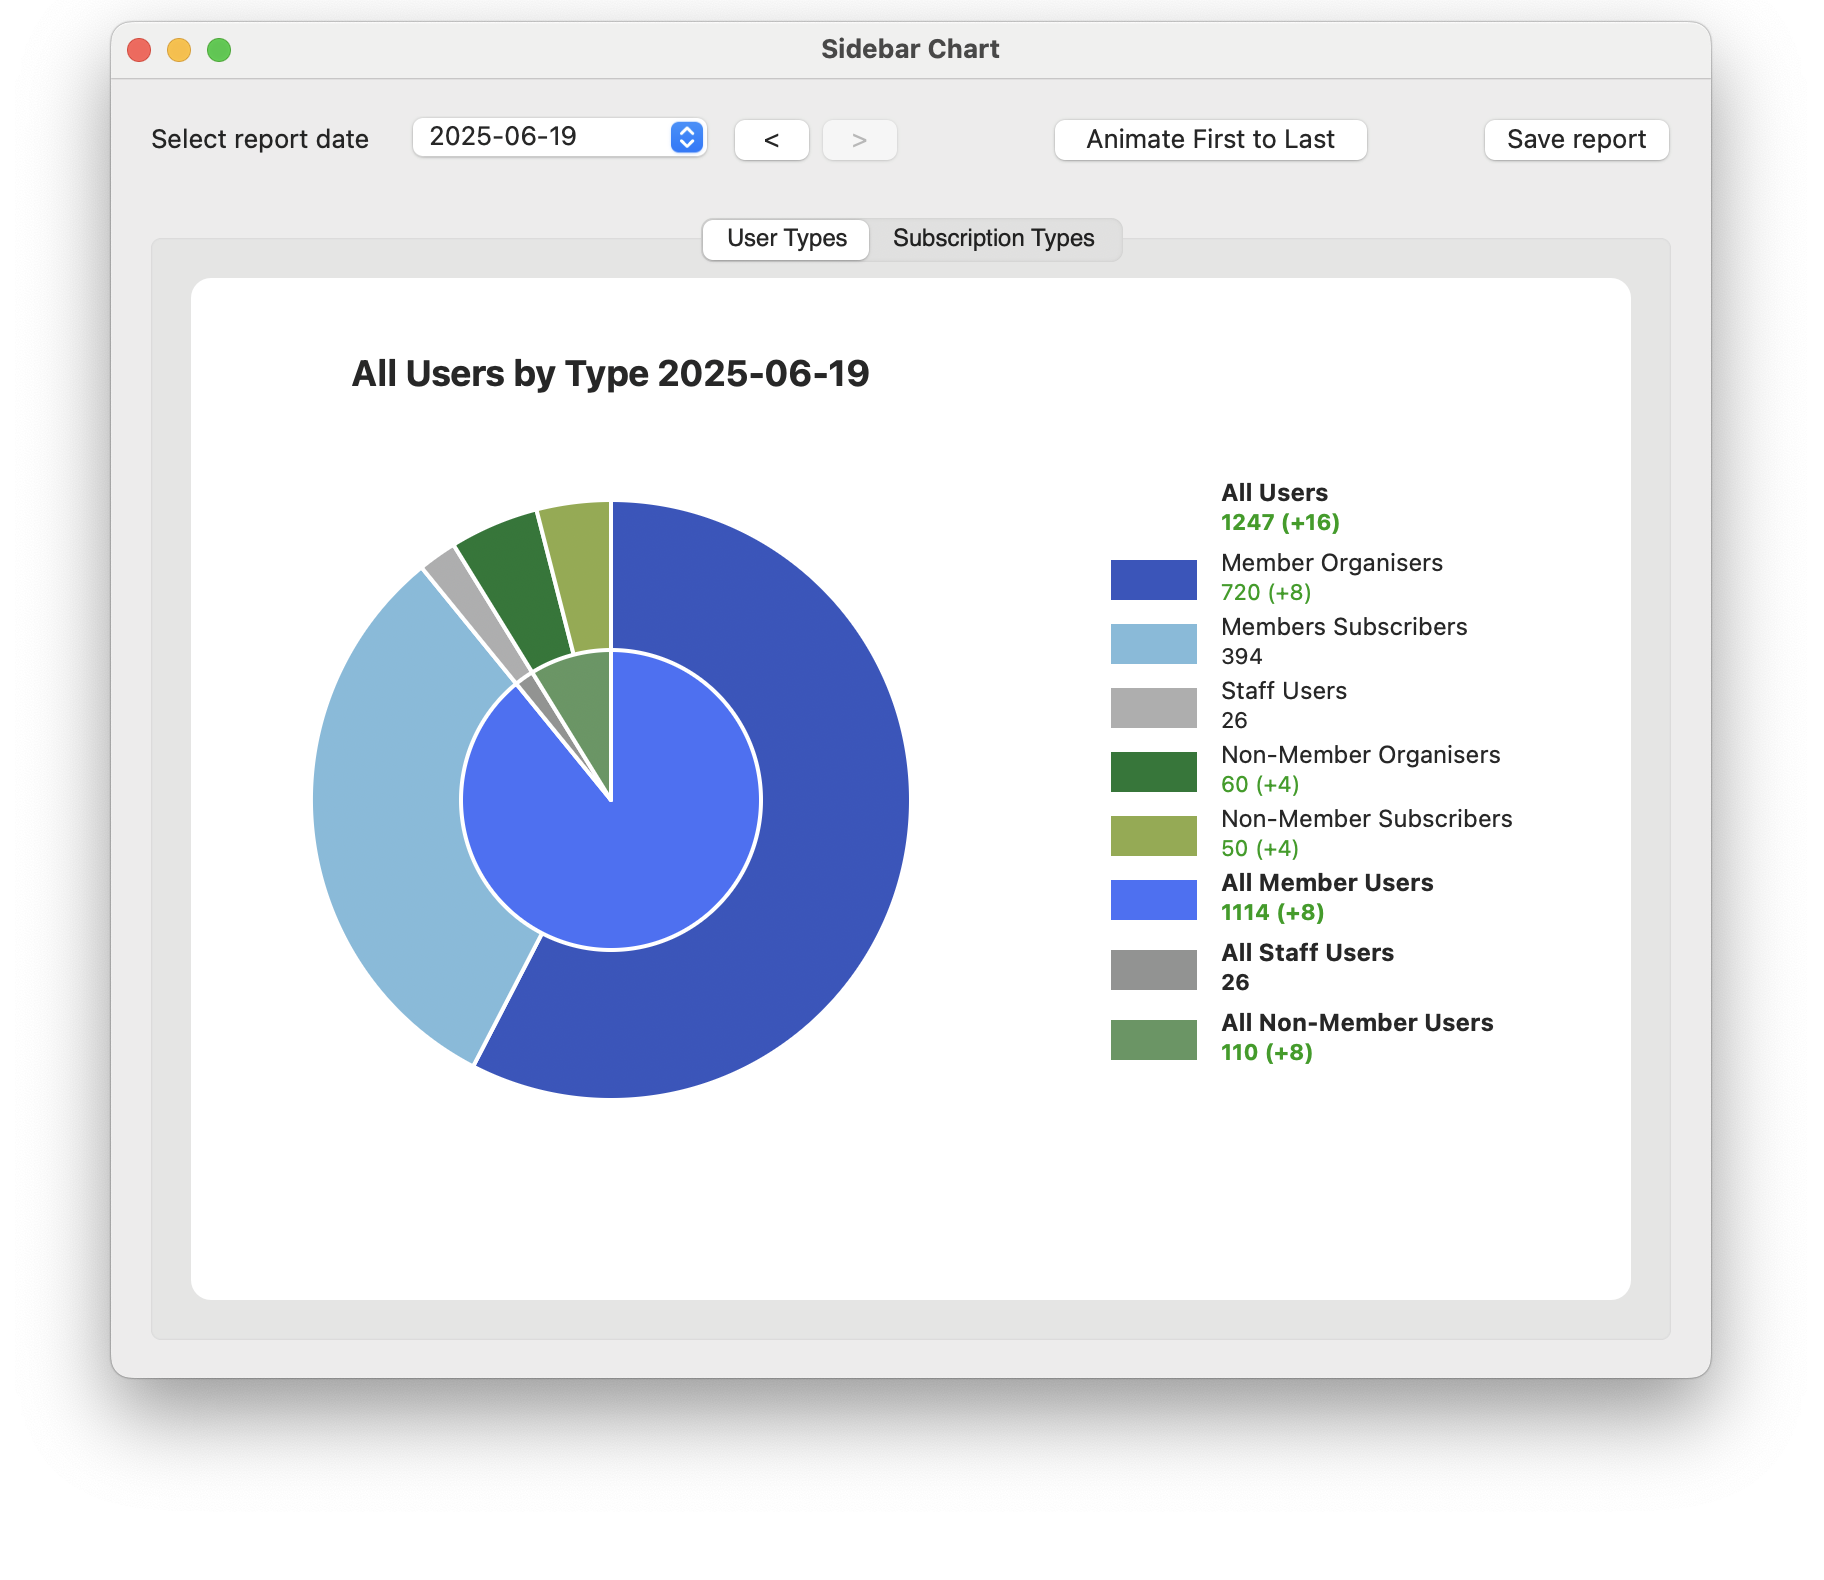 Sidebar Chart
Select report date
2025-06-19
<
>
Animate First to Last
Save report
User Types
Subscription Types
All Users by Type 2025-06-19
All Users
1247 (+16)
Member Organisers
720 (+8)
Members Subscribers
394
Staff Users
26
Non-Member Organisers
60 (+4)
Non-Member Subscribers
50 (+4)
All Member Users
1114 (+8)
All Staff Users
26
All Non-Member Users
110 (+8)